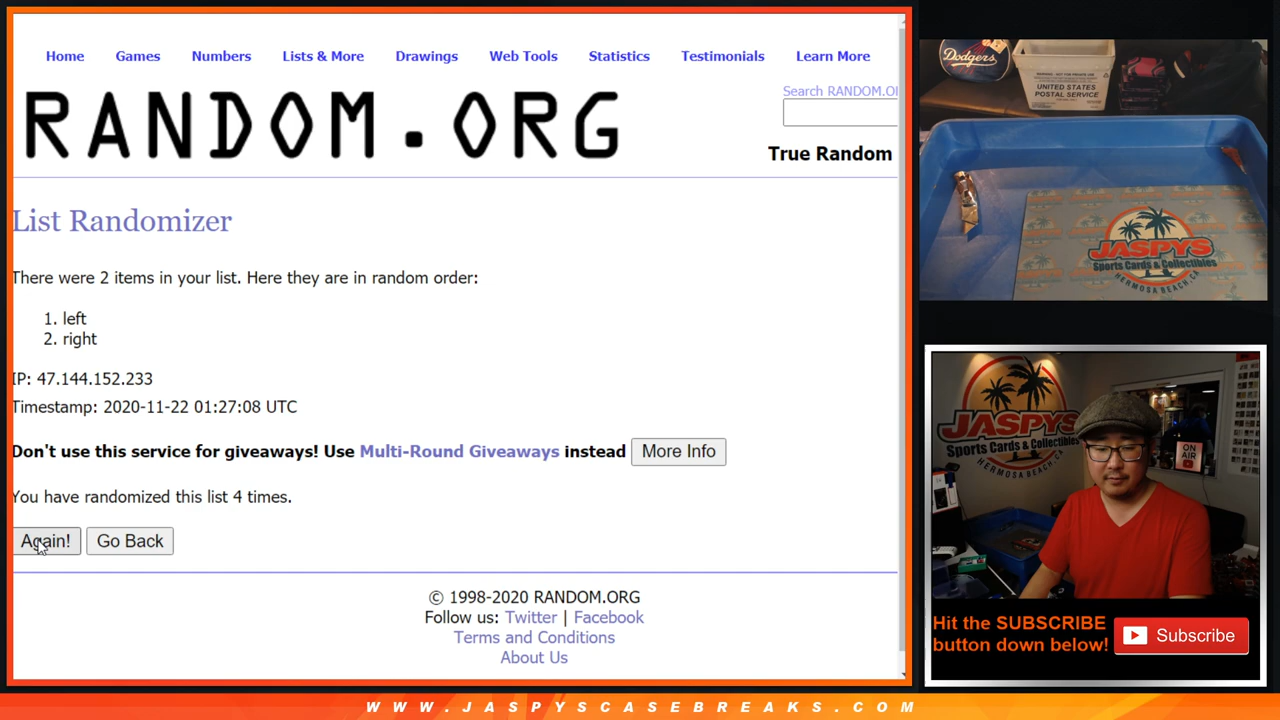 Home Games Numbers Lists & More Drawings Web Tools Statistics Testimonials Learn More
RANDOM.ORG
Search RANDOM.O
True Random
List Randomizer
There were 2 items in your list. Here they are in random order:
1. left
2. right
IP: 47.144.152.233
Timestamp: 2020-11-22 01:27:08 UTC
Don't use this service for giveaways! Use Multi-Round Giveaways instead More Info
You have randomized this list 4 times.
Again! Go Back
© 1998-2020 RANDOM.ORG
Follow us: Twitter | Facebook
Terms and Conditions
About Us
Dodgers
UNITED STATES
POSTAL SERVICE
JASPYS
Sports Cards & Collectibles
HERMOSA BEACH, CA
JASPYS
Sports Cards & Collectibles
HERMOSA BEACH, CA
ON
AIR
Hit the SUBSCRIBE
button down below!
Subscribe
WWW.JASPYSCASEBREAKS.COM